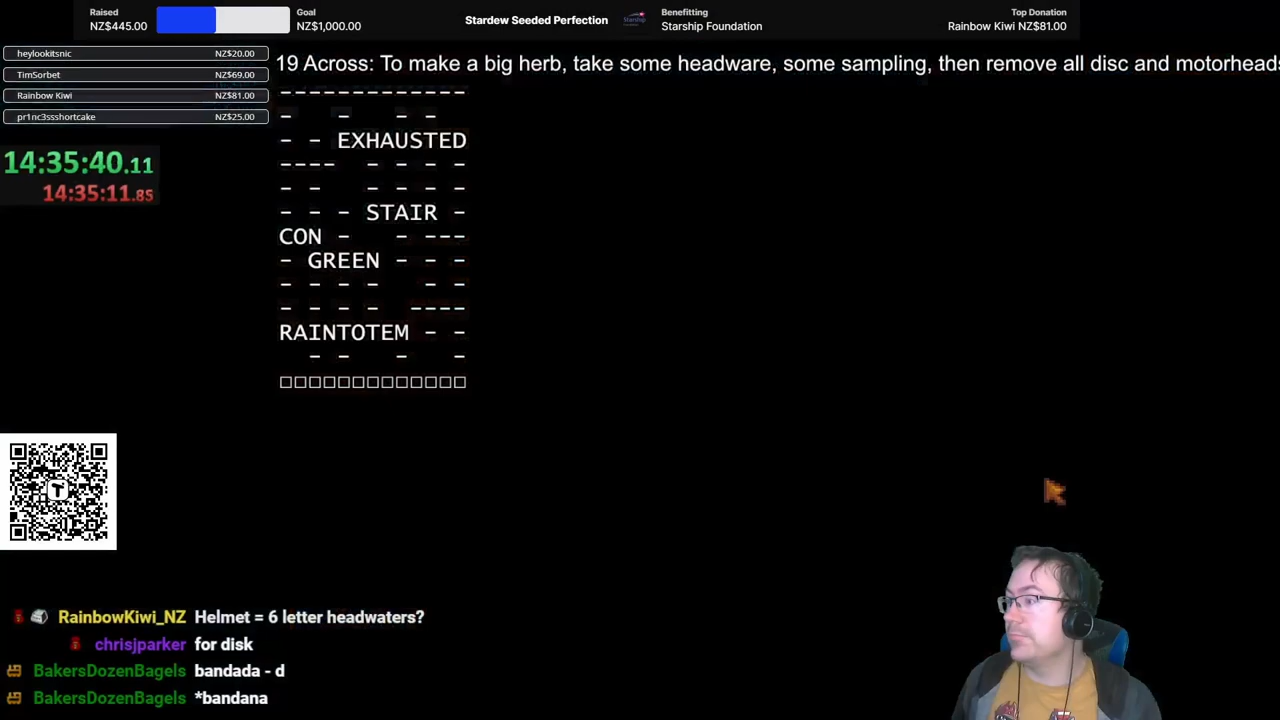 Raised
NZ$445.00
Goal
NZ$1,000.00
Stardew Seeded Perfection
Benefitting
Starship Foundation
Top Donation
Rainbow Kiwi NZ$81.00
heylookitsnic NZ$20.00
TimSorbet NZ$69.00
Rainbow Kiwi NZ$81.00
pr1nc3ssshortcake NZ$25.00
19 Across: To make a big herb, take some headware, some sampling, then remove all disc and motorheads
-------------
- - - -
- - EXHAUSTED
---- - - - -
- - - - - -
- - - STAIR -
CON - - ---
- GREEN - - -
- - - - - -
- - - - ----
RAINTOTEM - -
- - - -
□□□□□□□□□□□□□
14:35:40.11
14:35:11.85
RainbowKiwi_NZ Helmet = 6 letter headwaters?
chrisjparker for disk
BakersDozenBagels bandada - d
BakersDozenBagels *bandana